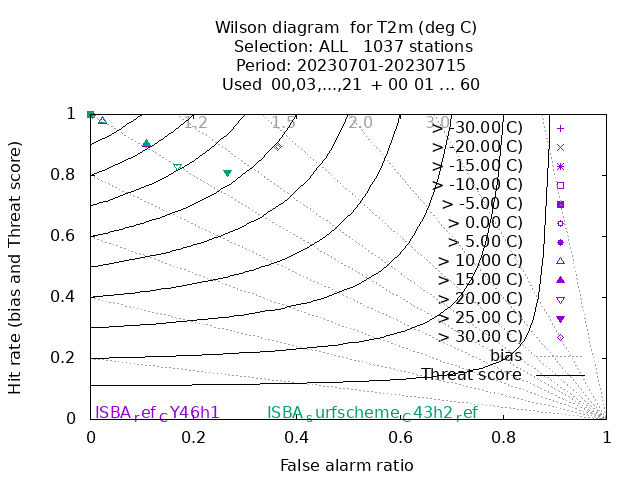 Wilson diagram  for T2m (deg C)
Selection: ALL   1037 stations
Period: 20230701-20230715
Used  00,03,...,21  + 00 01 ... 60
Hit rate (bias and Threat score)
1
0.8
0.6
0.4
0.2
0
1.2
1.5
2.0
3.0
> -30.00 C)
> -20.00 C)
> -15.00 C)
> -10.00 C)
> -5.00 C)
> 0.00 C)
> 5.00 C)
> 10.00 C)
> 15.00 C)
> 20.00 C)
> 25.00 C)
> 30.00 C)
bias
Threat score
ISBA_ref_CY46h1
ISBA_surfscheme_C43h2_ref
0
0.2
0.4
0.6
0.8
1
False alarm ratio